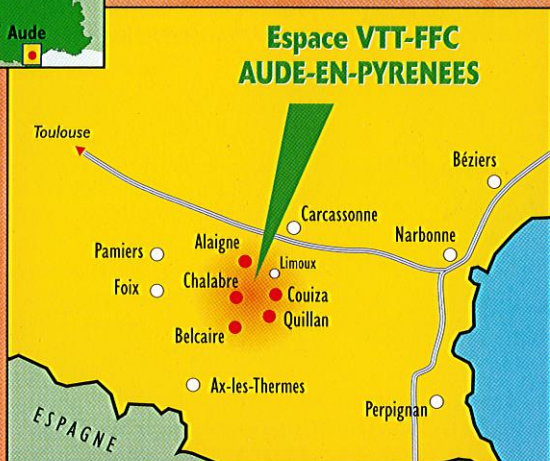 Aude
Espace VTT-FFC
AUDE-EN-PYRENEES
Toulouse
Béziers
Carcassonne
Narbonne
Alaigne
Pamiers
Limoux
Chalabre
Foix
Couiza
Quillan
Belcaire
Ax-les-Thermes
Perpignan
ESPAGNE